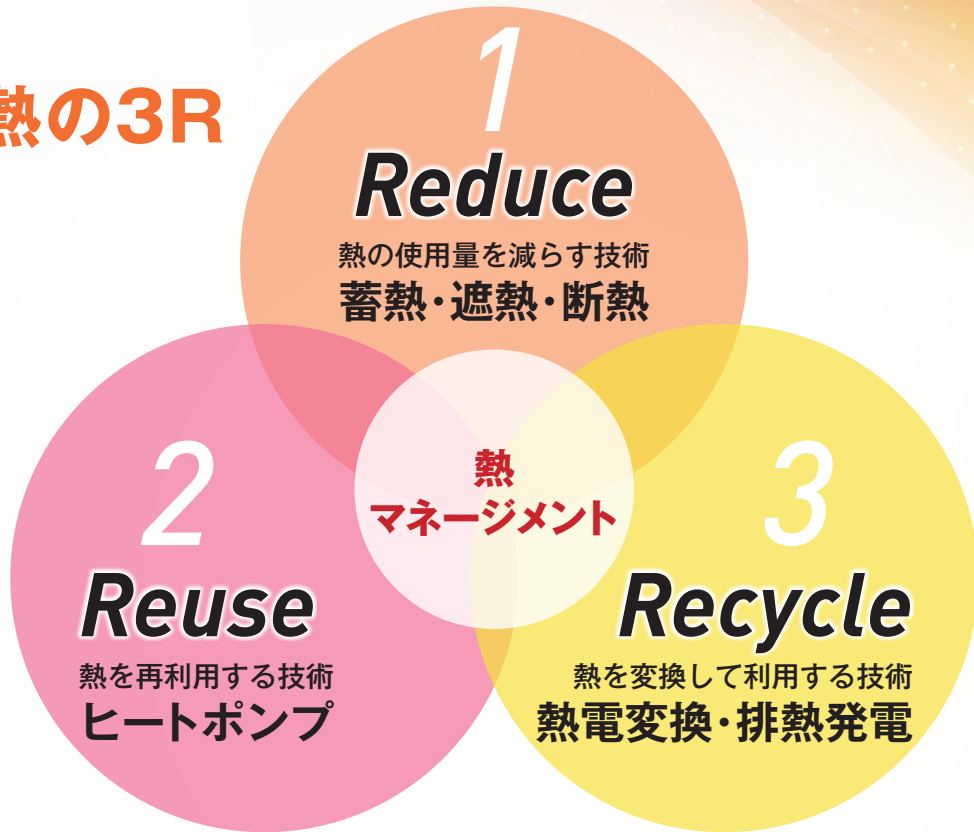 熱の3R
1
Reduce
熱の使用量を減らす技術
蓄熱・遮熱・断熱
熱
マネージメント
2
Reuse
熱を再利用する技術
ヒートポンプ
3
Recycle
熱を変換して利用する技術
熱電変換・排熱発電